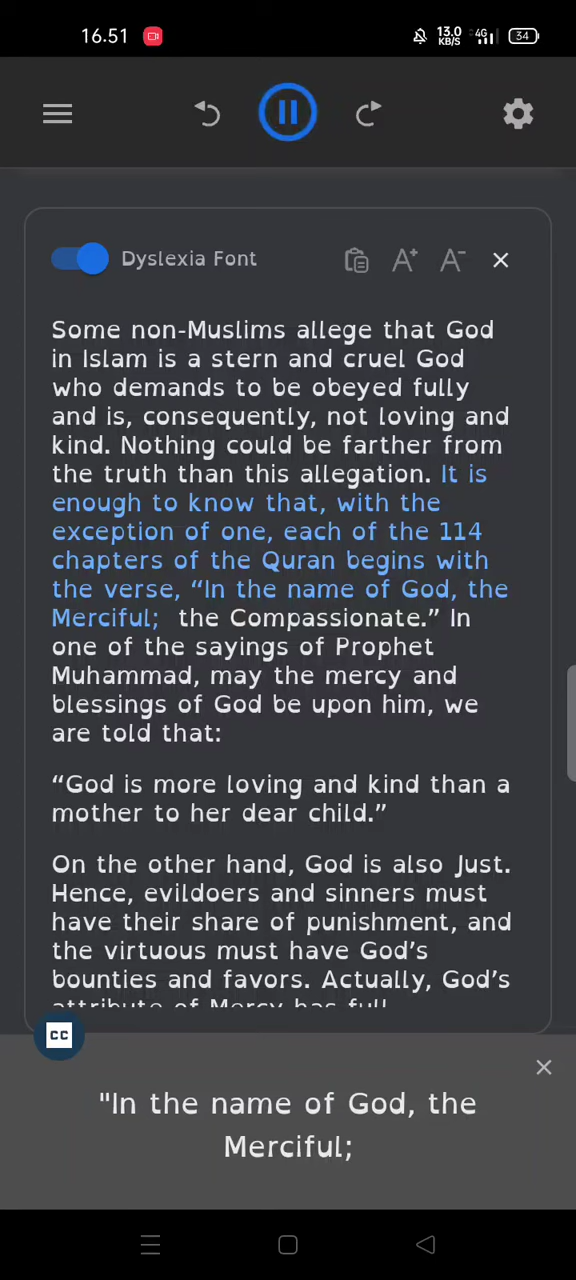 16.51
13.0
KB/S
4G
34
Dyslexia Font
A+
A-
Some non-Muslims allege that God
in Islam is a stern and cruel God
who demands to be obeyed fully
and is, consequently, not loving and
kind. Nothing could be farther from
the truth than this allegation. It is
enough to know that, with the
exception of one, each of the 114
chapters of the Quran begins with
the verse, “In the name of God, the
Merciful;  the Compassionate.” In
one of the sayings of Prophet
Muhammad, may the mercy and
blessings of God be upon him, we
are told that:
“God is more loving and kind than a
mother to her dear child.”
On the other hand, God is also Just.
Hence, evildoers and sinners must
have their share of punishment, and
the virtuous must have God’s
bounties and favors. Actually, God’s
attribute of Mercy has full
CC
"In the name of God, the
Merciful;